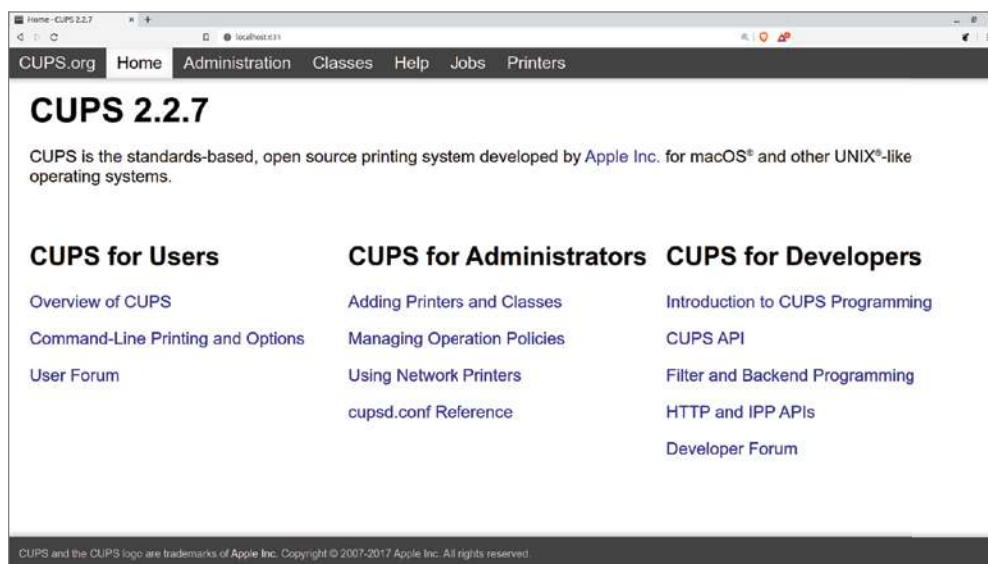 Home - CUPS 2.2.7
localhost:631
CUPS.org Home Administration Classes Help Jobs Printers
CUPS 2.2.7
CUPS is the standards-based, open source printing system developed by Apple Inc. for macOS® and other UNIX®-like
operating systems.
CUPS for Users
Overview of CUPS
Command-Line Printing and Options
User Forum
CUPS for Administrators
Adding Printers and Classes
Managing Operation Policies
Using Network Printers
cupsd.conf Reference
CUPS for Developers
Introduction to CUPS Programming
CUPS API
Filter and Backend Programming
HTTP and IPP APIs
Developer Forum
CUPS and the CUPS logo are trademarks of Apple Inc. Copyright © 2007-2017 Apple Inc. All rights reserved.